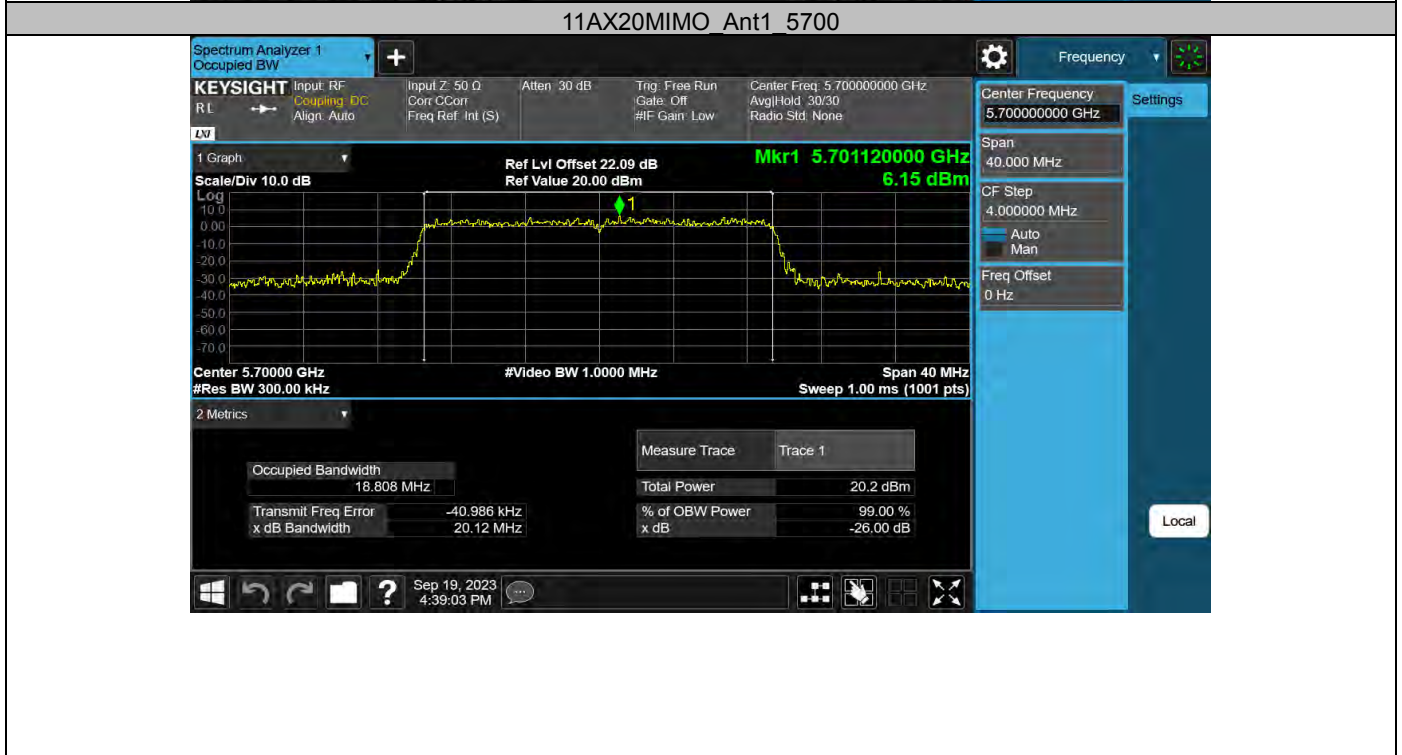 11AX20MIMO_Ant1_5700
Spectrum Analyzer 1
Occupied BW
Frequency
KEYSIGHT
R L
LXI
Input: RF
Coupling: DC
Align: Auto
Input Z: 50 Ω
Corr CCorr
Freq Ref: Int (S)
Atten: 30 dB
Trig: Free Run
Gate: Off
#IF Gain: Low
Center Freq: 5.700000000 GHz
Avg|Hold: 30/30
Radio Std: None
Center Frequency
5.700000000 GHz
Settings
Span
40.000 MHz
CF Step
4.000000 MHz
Auto
Man
Freq Offset
0 Hz
Local
1 Graph
Scale/Div 10.0 dB
Ref Lvl Offset 22.09 dB
Ref Value 20.00 dBm
Mkr1 5.701120000 GHz
6.15 dBm
Log
10.0
0.00
-10.0
-20.0
-30.0
-40.0
-50.0
-60.0
-70.0
1
Center 5.70000 GHz
#Res BW 300.00 kHz
#Video BW 1.0000 MHz
Span 40 MHz
Sweep 1.00 ms (1001 pts)
2 Metrics
Measure Trace Trace 1
Occupied Bandwidth
18.808 MHz
Total Power 20.2 dBm
Transmit Freq Error -40.986 kHz
% of OBW Power 99.00 %
x dB Bandwidth 20.12 MHz
x dB -26.00 dB
Sep 19, 2023
4:39:03 PM